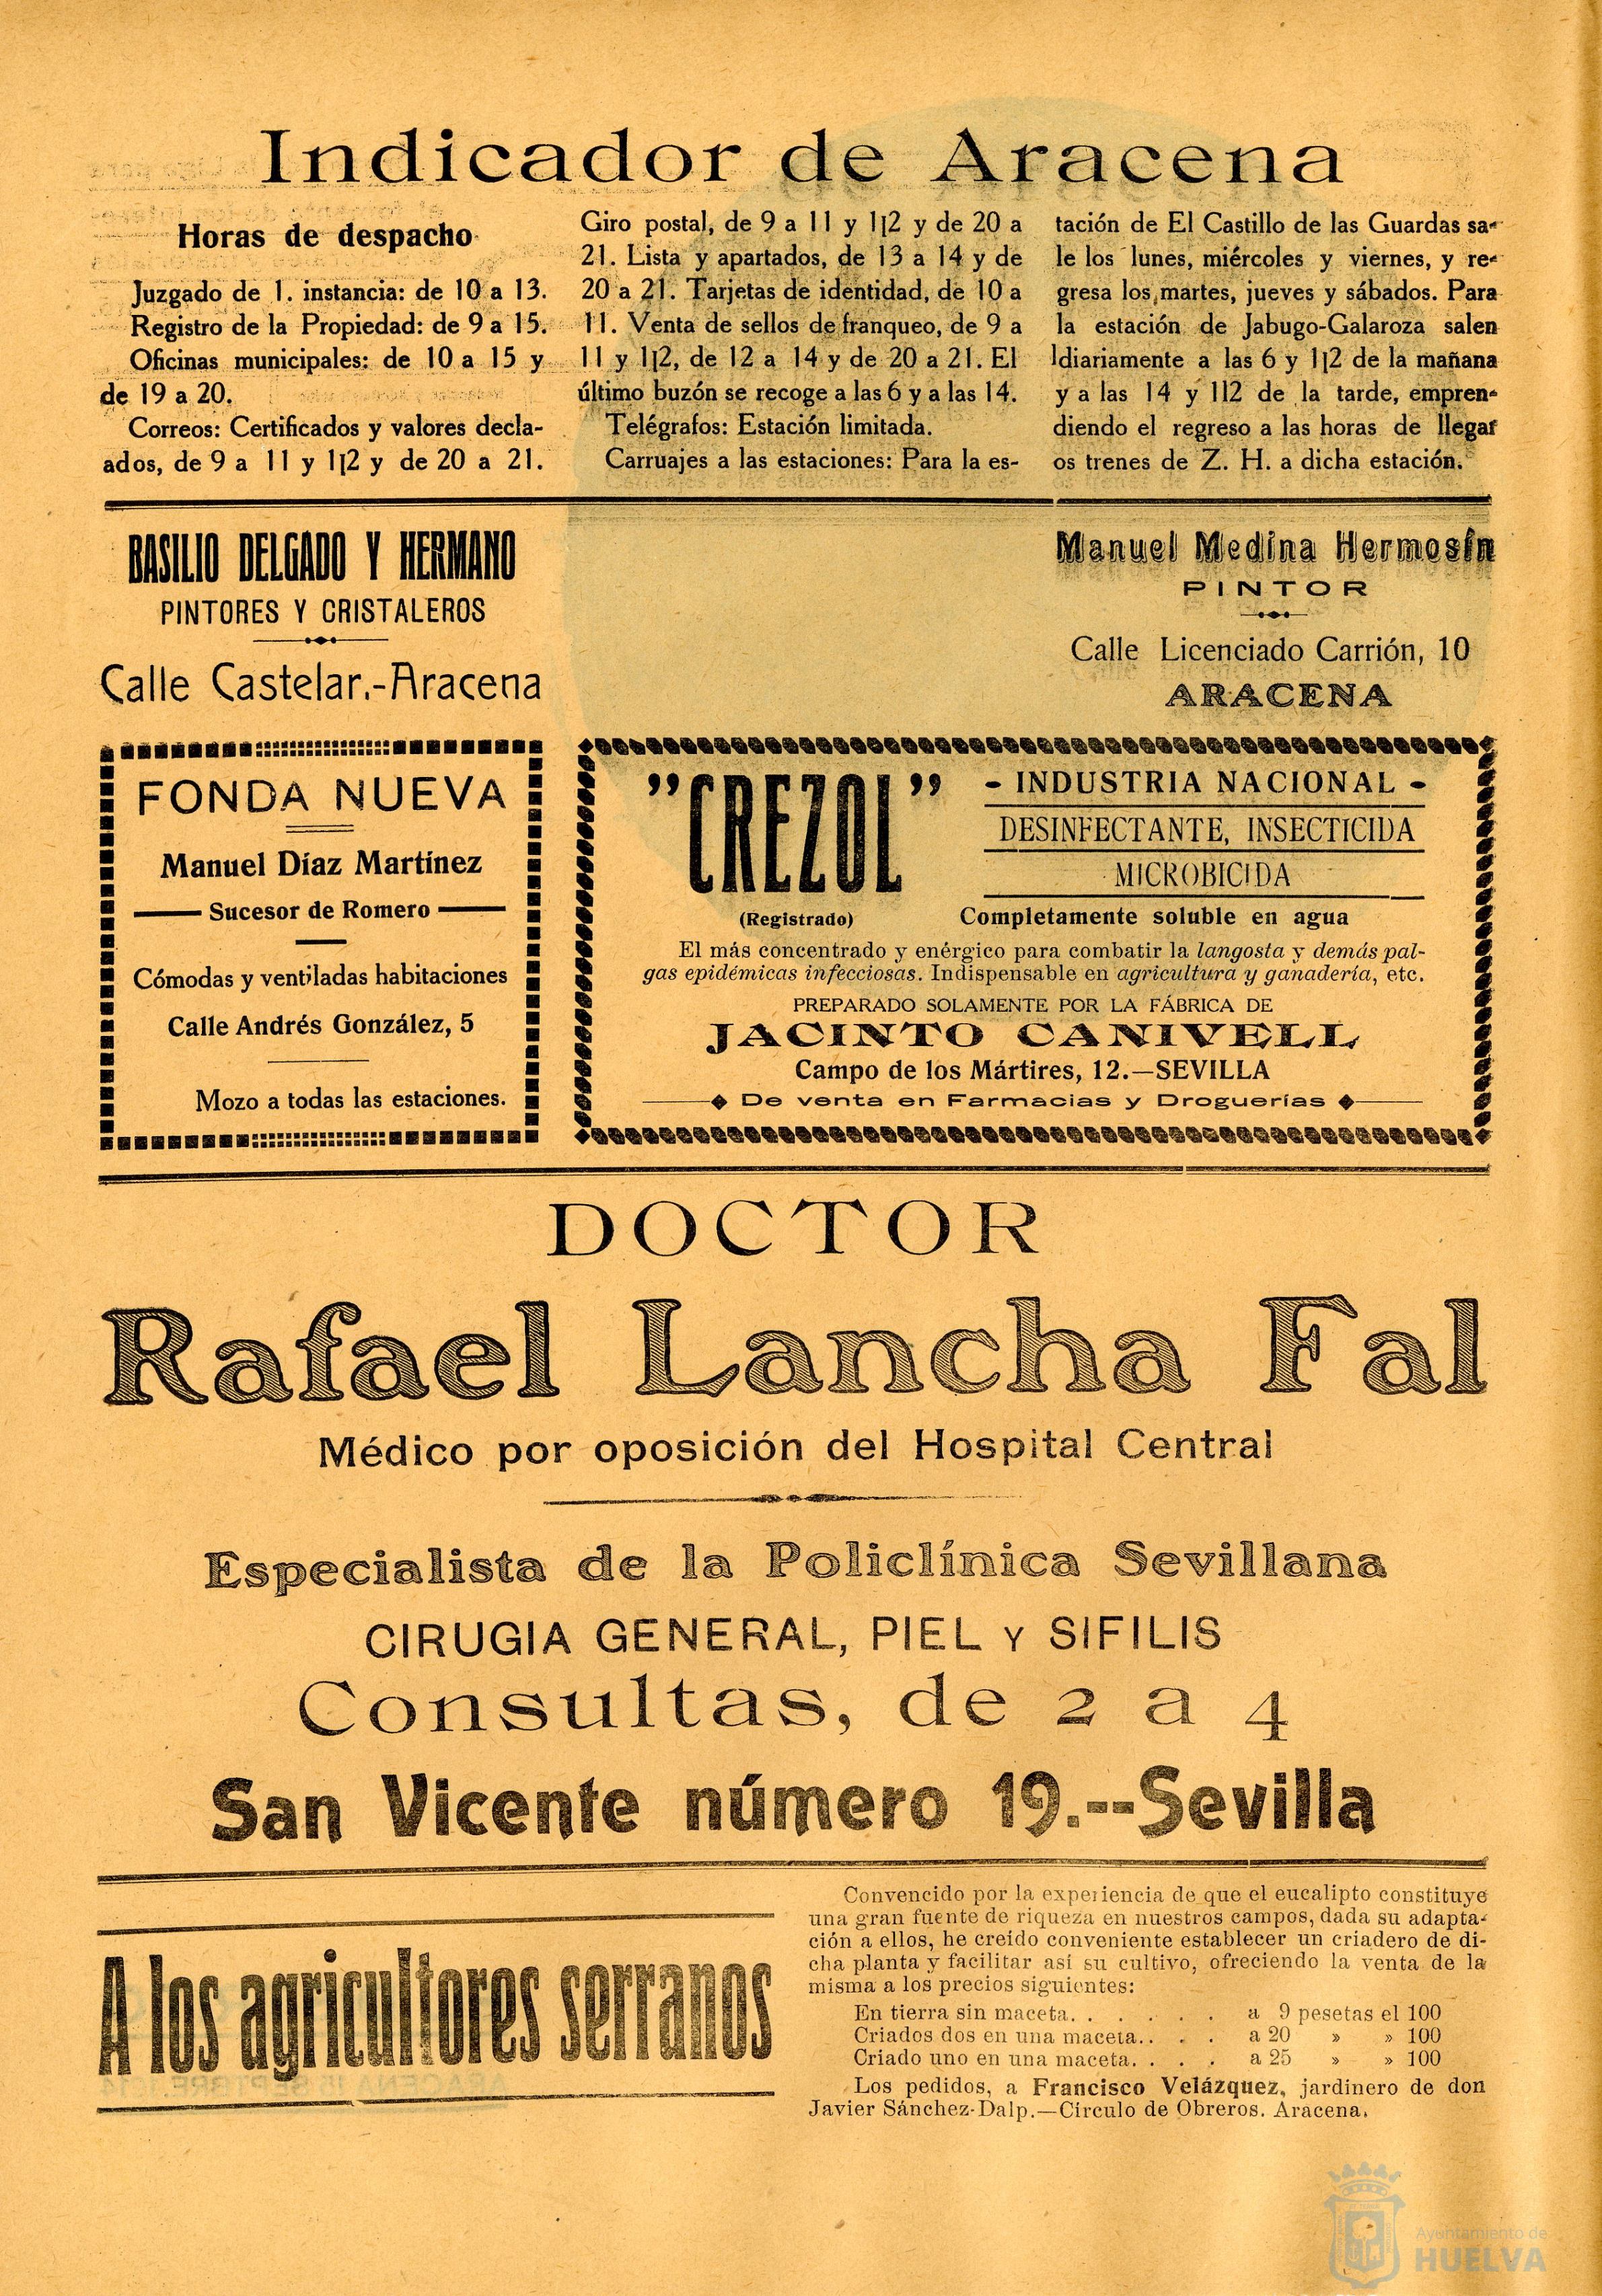 Indicador de Aracena
Horas de despacho
Juzgado de 1. instancia: de 10 a 13.
Registro de la Propiedad: de 9 a 15.
Oficinas municipales: de 10 a 15 y
de 19 a 20.
Correos: Certificados y valores decla-
ados, de 9 a 11 y 1¡2 y de 20 a 21.
Giro postal, de 9 a 11 y 1¡2 y de 20 a
21. Lista y apartados, de 13 a 14 y de
20 a 21. Tarjetas de identidad, de 10 a
11. Venta de sellos de franqueo, de 9 a
11 y 1¡2, de 12 a 14 y de 20 a 21. El
último buzón se recoge a las 6 y a las 14.
Telégrafos: Estación limitada.
Carruajes a las estaciones: Para la es-
tación de El Castillo de las Guardas sa-
le los lunes, miércoles y viernes, y re-
gresa los martes, jueves y sábados. Para
la estación de Jabugo-Galaroza salen
diariamente a las 6 y 1¡2 de la mañana
y a las 14 y 1¡2 de la tarde, empren-
diendo el regreso a las horas de llegar
os trenes de Z. H. a dicha estación.
BASILIO DELGADO Y HERMANO
PINTORES Y CRISTALEROS
Calle Castelar.-Aracena
Manuel Medina Hermosín
PINTOR
Calle Licenciado Carrión, 10
ARACENA
FONDA NUEVA
Manuel Díaz Martínez
Sucesor de Romero
Cómodas y ventiladas habitaciones
Calle Andrés González, 5
Mozo a todas las estaciones.
"CREZOL"
(Registrado)
- INDUSTRIA NACIONAL -
DESINFECTANTE, INSECTICIDA
MICROBICIDA
Completamente soluble en agua
El más concentrado y enérgico para combatir la langosta y demás pal-
gas epidémicas infecciosas. Indispensable en agricultura y ganadería, etc.
PREPARADO SOLAMENTE POR LA FÁBRICA DE
JACINTO CANIVELL
Campo de los Mártires, 12.—SEVILLA
De venta en Farmacias y Droguerías
DOCTOR
Rafael Lancha Fal
Médico por oposición del Hospital Central
Especialista de la Policlínica Sevillana
CIRUGIA GENERAL, PIEL Y SIFILIS
Consultas, de 2 a 4
San Vicente número 19.--Sevilla
A los agricultores serranos
Convencido por la experiencia de que el eucalipto constituye
una gran fuente de riqueza en nuestros campos, dada su adapta-
ción a ellos, he creído conveniente establecer un criadero de di-
cha planta y facilitar así su cultivo, ofreciendo la venta de la
misma a los precios siguientes:
En tierra sin maceta. . . . . . . a 9 pesetas el 100
Criados dos en una maceta. . . . a 20 » » 100
Criado uno en una maceta. . . . a 25 » » 100
Los pedidos, a Francisco Velázquez, jardinero de don
Javier Sánchez-Dalp.—Círculo de Obreros. Aracena.
Ayuntamiento de
HUELVA